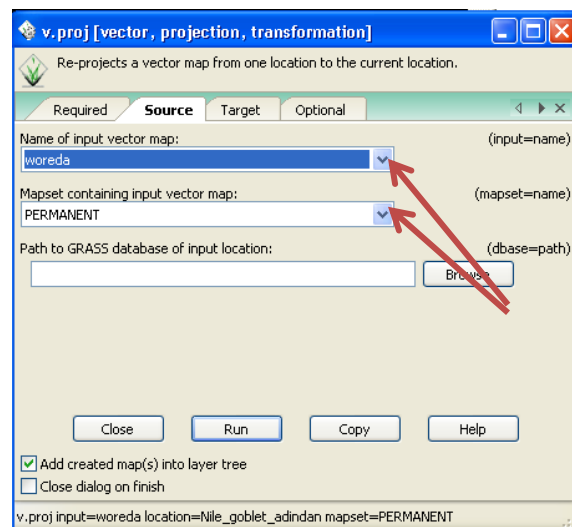 v.proj [vector, projection, transformation]
Re-projects a vector map from one location to the current location.
Required Source Target Optional
Name of input vector map: (input=name)
woreda
Mapset containing input vector map: (mapset=name)
PERMANENT
Path to GRASS database of input location: (dbase=path)
Browse
Close Run Copy Help
Add created map(s) into layer tree
Close dialog on finish
v.proj input=woreda location=Nile_goblet_adindan mapset=PERMANENT